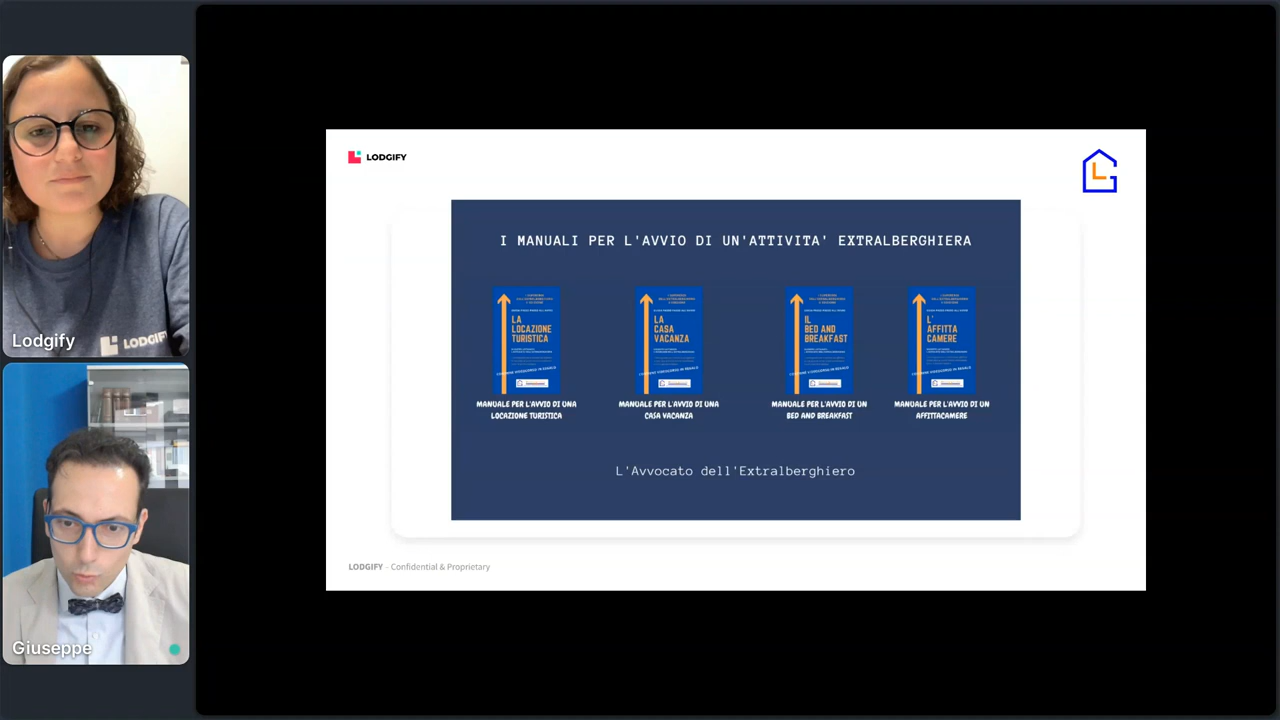 Lodgify
LODGIFY
Giuseppe
LODGIFY
I MANUALI PER L'AVVIO DI UN'ATTIVITA' EXTRALBERGHIERA
LA
LOCAZIONE
TURISTICA
MANUALE PER L'AVVIO DI UNA
LOCAZIONE TURISTICA
LA
CASA
VACANZA
MANUALE PER L'AVVIO DI UNA
CASA VACANZA
IL
BED AND
BREAKFAST
MANUALE PER L'AVVIO DI UN
BED AND BREAKFAST
L'
AFFITTA
CAMERE
MANUALE PER L'AVVIO DI UN
AFFITTACAMERE
L'Avvocato dell'Extralberghiero
LODGIFY - Confidential & Proprietary